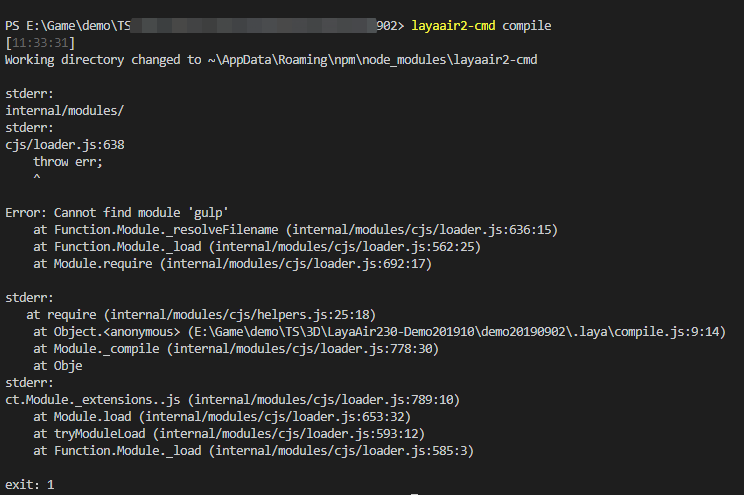 PS E:\Game\demo\TS 902> layaair2-cmd compile
[11:33:31]
Working directory changed to ~\AppData\Roaming\npm\node_modules\layaair2-cmd
stderr:
internal/modules/
stderr:
cjs/loader.js:638
throw err;
^
Error: Cannot find module 'gulp'
at Function.Module._resolveFilename (internal/modules/cjs/loader.js:636:15)
at Function.Module._load (internal/modules/cjs/loader.js:562:25)
at Module.require (internal/modules/cjs/loader.js:692:17)
stderr:
at require (internal/modules/cjs/helpers.js:25:18)
at Object.<anonymous> (E:\Game\demo\TS\3D\LayaAir230-Demo201910\demo20190902\.laya\compile.js:9:14)
at Module._compile (internal/modules/cjs/loader.js:778:30)
at Obje
stderr:
ct.Module._extensions..js (internal/modules/cjs/loader.js:789:10)
at Module.load (internal/modules/cjs/loader.js:653:32)
at tryModuleLoad (internal/modules/cjs/loader.js:593:12)
at Function.Module._load (internal/modules/cjs/loader.js:585:3)
exit: 1